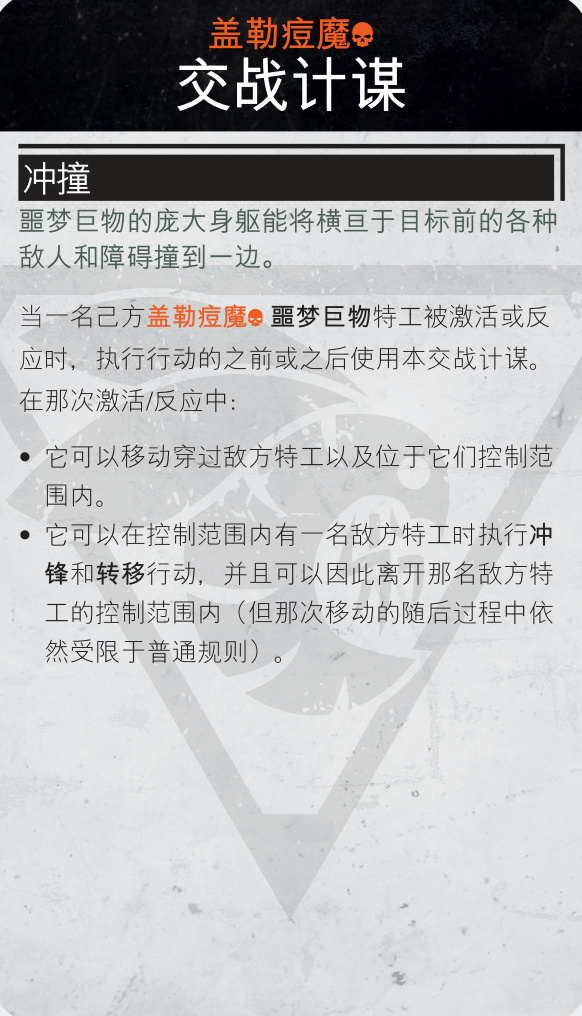 盖勒痘魔
交战计谋
冲撞
噩梦巨物的庞大身躯能将横亘于目标前的各种
敌人和障碍撞到一边。
当一名己方盖勒痘魔 噩梦巨物特工被激活或反
应时，执行行动的之前或之后使用本交战计谋。
在那次激活/反应中:
• 它可以移动穿过敌方特工以及位于它们控制范
围内。
• 它可以在控制范围内有一名敌方特工时执行冲
锋和转移行动，并且可以因此离开那名敌方特
工的控制范围内（但那次移动的随后过程中依
然受限于普通规则）。